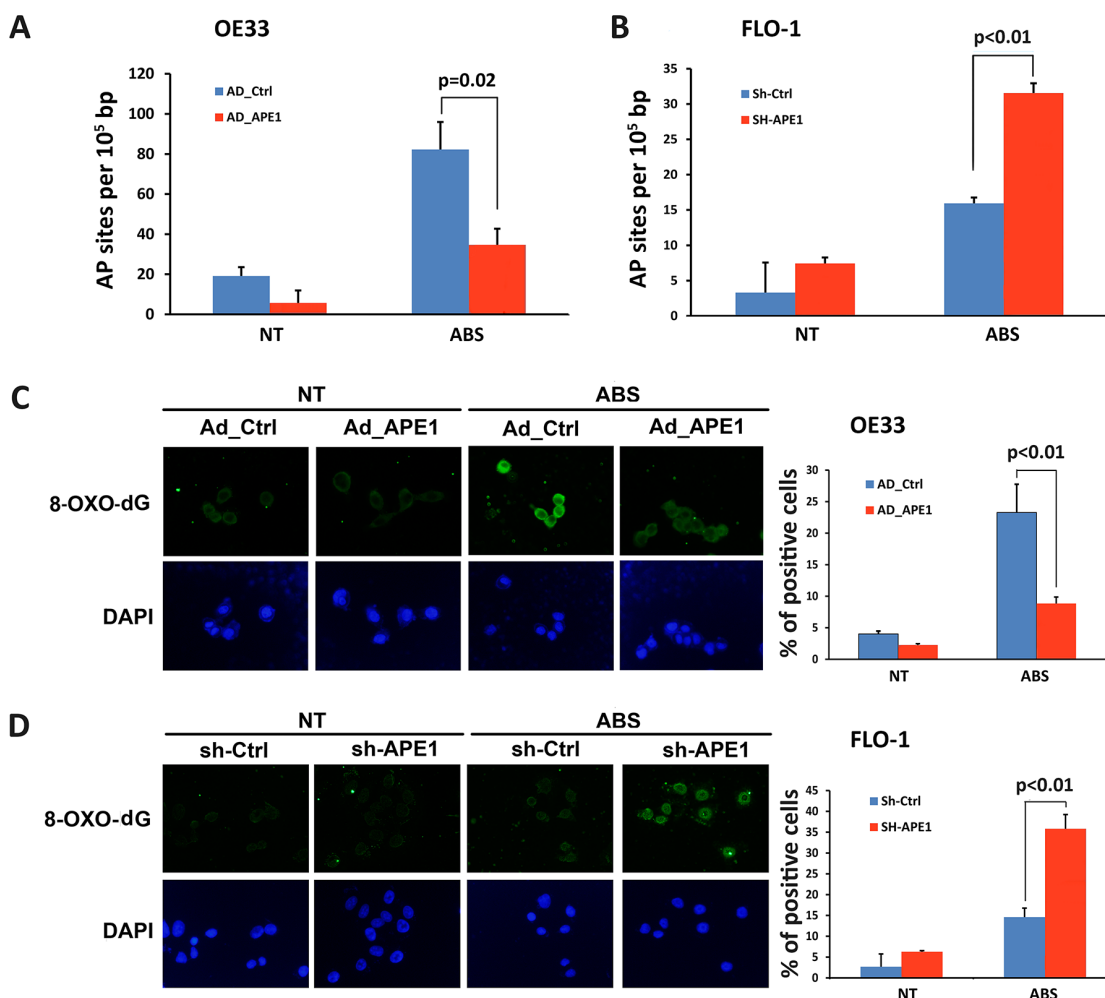 A
OE33
AD_Ctrl
AD_APE1
p=0.02
AP sites per 10⁵ bp
120
100
80
60
40
20
0
NT
ABS
B
FLO-1
Sh-Ctrl
SH-APE1
p<0.01
AP sites per 10⁵ bp
35
30
25
20
15
10
5
0
NT
ABS
C
NT
ABS
Ad_Ctrl
Ad_APE1
Ad_Ctrl
Ad_APE1
8-OXO-dG
DAPI
OE33
AD_Ctrl
AD_APE1
p<0.01
% of positive cells
30
25
20
15
10
5
0
NT
ABS
D
NT
ABS
sh-Ctrl
sh-APE1
sh-Ctrl
sh-APE1
8-OXO-dG
DAPI
FLO-1
Sh-Ctrl
SH-APE1
p<0.01
% of positive cells
45
40
35
30
25
20
15
10
5
0
NT
ABS